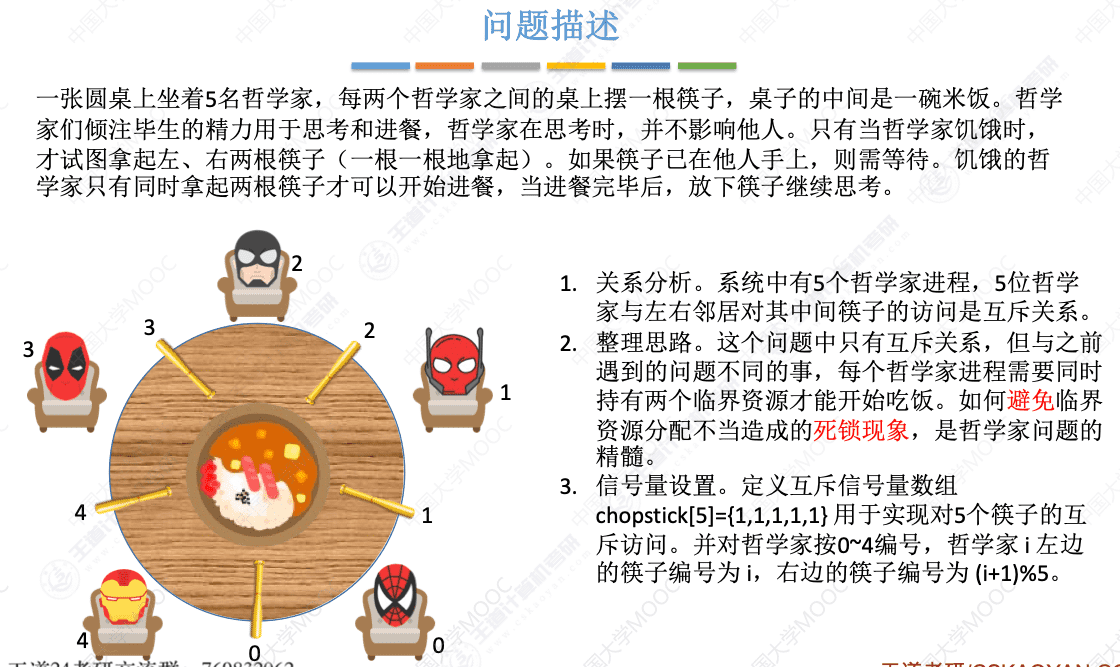 问题描述
一张圆桌上坐着5名哲学家，每两个哲学家之间的桌上摆一根筷子，桌子的中间是一碗米饭。哲学
家们倾注毕生的精力用于思考和进餐，哲学家在思考时，并不影响他人。只有当哲学家饥饿时，
才试图拿起左、右两根筷子（一根一根地拿起）。如果筷子已在他人手上，则需等待。饥饿的哲
学家只有同时拿起两根筷子才可以开始进餐，当进餐完毕后，放下筷子继续思考。
2
3
2
3
1
4
1
4
0
0
1. 关系分析。系统中有5个哲学家进程，5位哲学
家与左右邻居对其中间筷子的访问是互斥关系。
2. 整理思路。这个问题中只有互斥关系，但与之前
遇到的问题不同的事，每个哲学家进程需要同时
持有两个临界资源才能开始吃饭。如何避免临界
资源分配不当造成的死锁现象，是哲学家问题的
精髓。
3. 信号量设置。定义互斥信号量数组
chopstick[5]={1,1,1,1,1} 用于实现对5个筷子的互
斥访问。并对哲学家按0~4编号，哲学家 i 左边
的筷子编号为 i，右边的筷子编号为 (i+1)%5。
中国大学MOOC
王道计算机考研